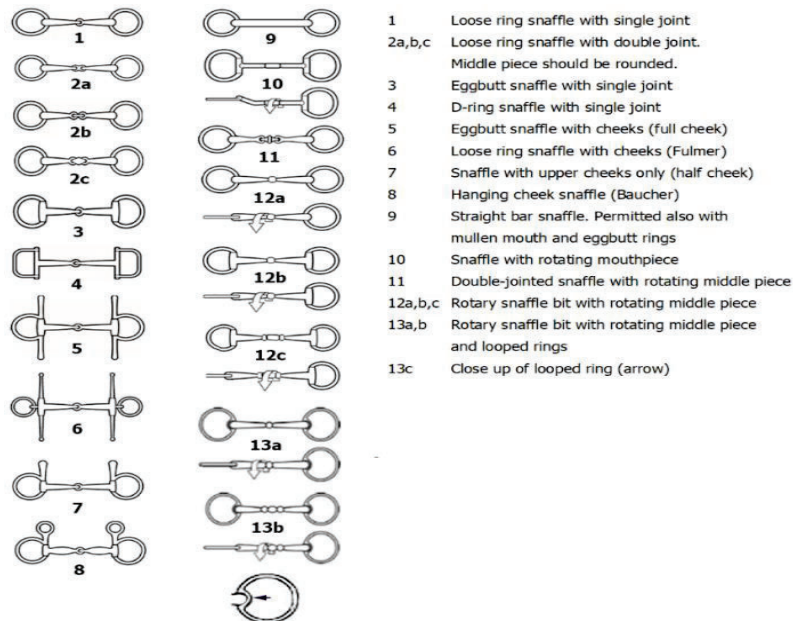 1
2a
2b
2c
3
4
5
6
7
8
9
10
11
12a
12b
12c
13a
13b
1 Loose ring snaffle with single joint
2a,b,c Loose ring snaffle with double joint.
Middle piece should be rounded.
3 Eggbutt snaffle with single joint
4 D-ring snaffle with single joint
5 Eggbutt snaffle with cheeks (full cheek)
6 Loose ring snaffle with cheeks (Fulmer)
7 Snaffle with upper cheeks only (half cheek)
8 Hanging cheek snaffle (Baucher)
9 Straight bar snaffle. Permitted also with
mullen mouth and eggbutt rings
10 Snaffle with rotating mouthpiece
11 Double-jointed snaffle with rotating middle piece
12a,b,c Rotary snaffle bit with rotating middle piece
13a,b Rotary snaffle bit with rotating middle piece
and looped rings
13c Close up of looped ring (arrow)